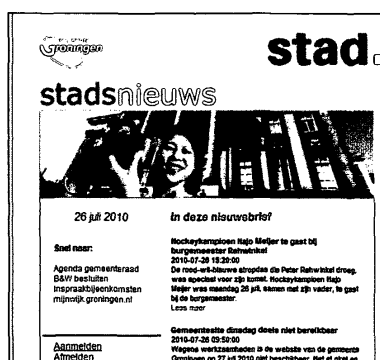 Groningen
stad
stadsnieuws
26 juli 2010
In deze nieuwsbrief
Snel naar:
Agenda gemeenteraad
B&W besluiten
Inspraakbijeenkomsten
mijnwijk.groningen.nl
Aanmelden
Afmelden
Hockeykampioen Najo Meijer te gast bij
burgemeester Rehwinkel
2010-07-26 15:20:00
De rood-wit-blauwe stropdas die Peter Rehwinkel droeg,
was speciaal voor zijn komst. Hockeykampioen Najo
Meijer was maandag 26 juli, samen met zijn vader, te gast
bij de burgemeester.
Lees meer
Gemeentesite dinsdag deels niet bereikbaar
2010-07-26 09:50:00
Wegens werkzaamheden is de website van de gemeente
Groningen op 27 juli 2010 niet beschikbaar. Het